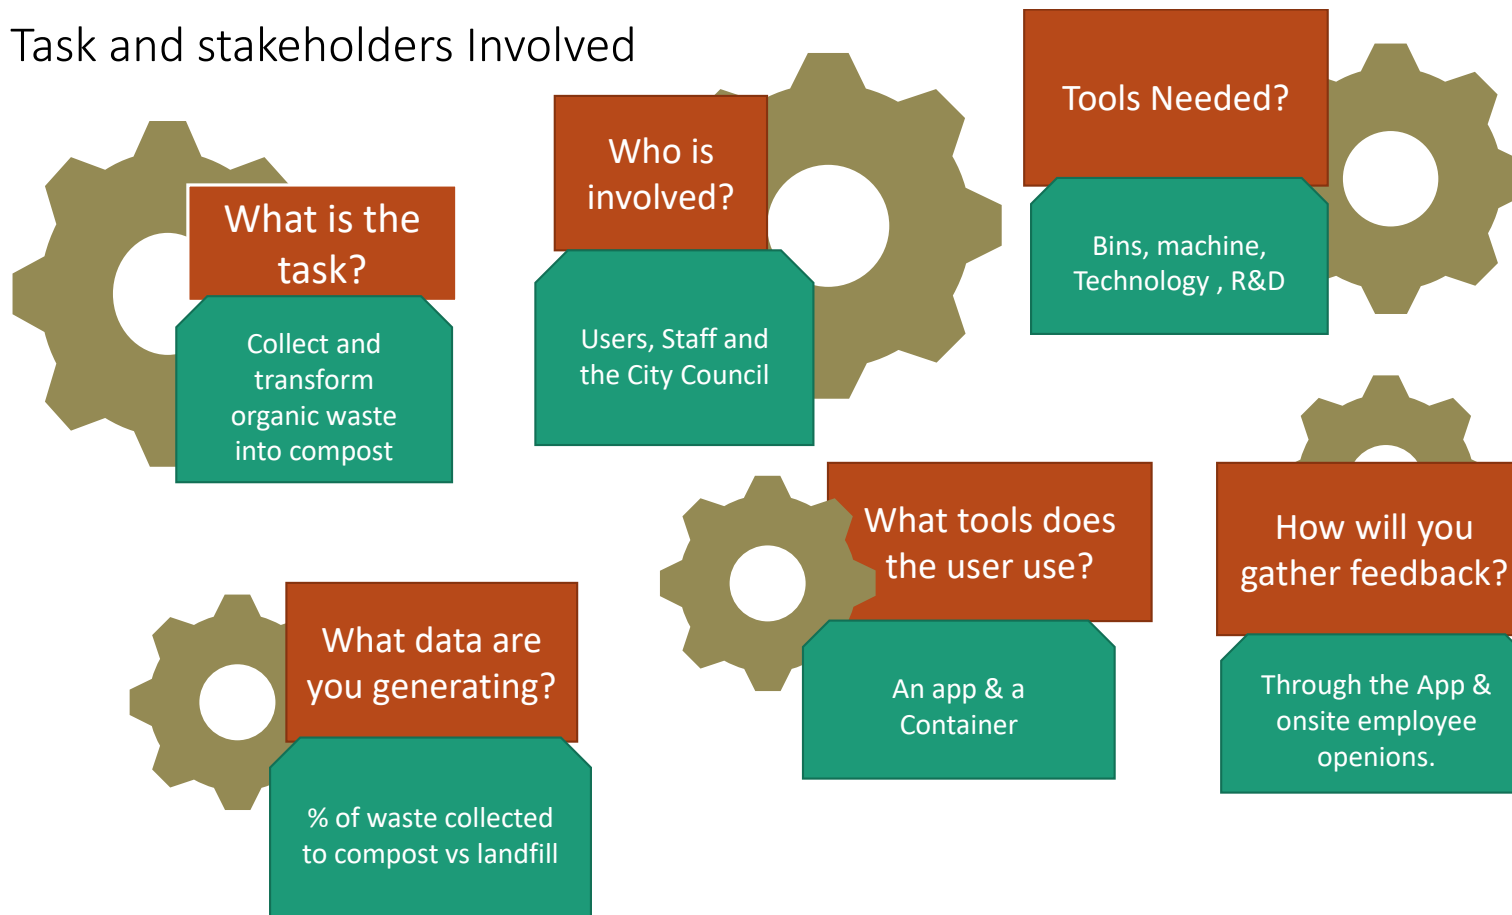 Task and stakeholders Involved
What is the
task?
Collect and
transform
organic waste
into compost
Who is
involved?
Users, Staff and
the City Council
Tools Needed?
Bins, machine,
Technology , R&D
What data are
you generating?
% of waste collected
to compost vs landfill
What tools does
the user use?
An app & a
Container
How will you
gather feedback?
Through the App &
onsite employee
openions.